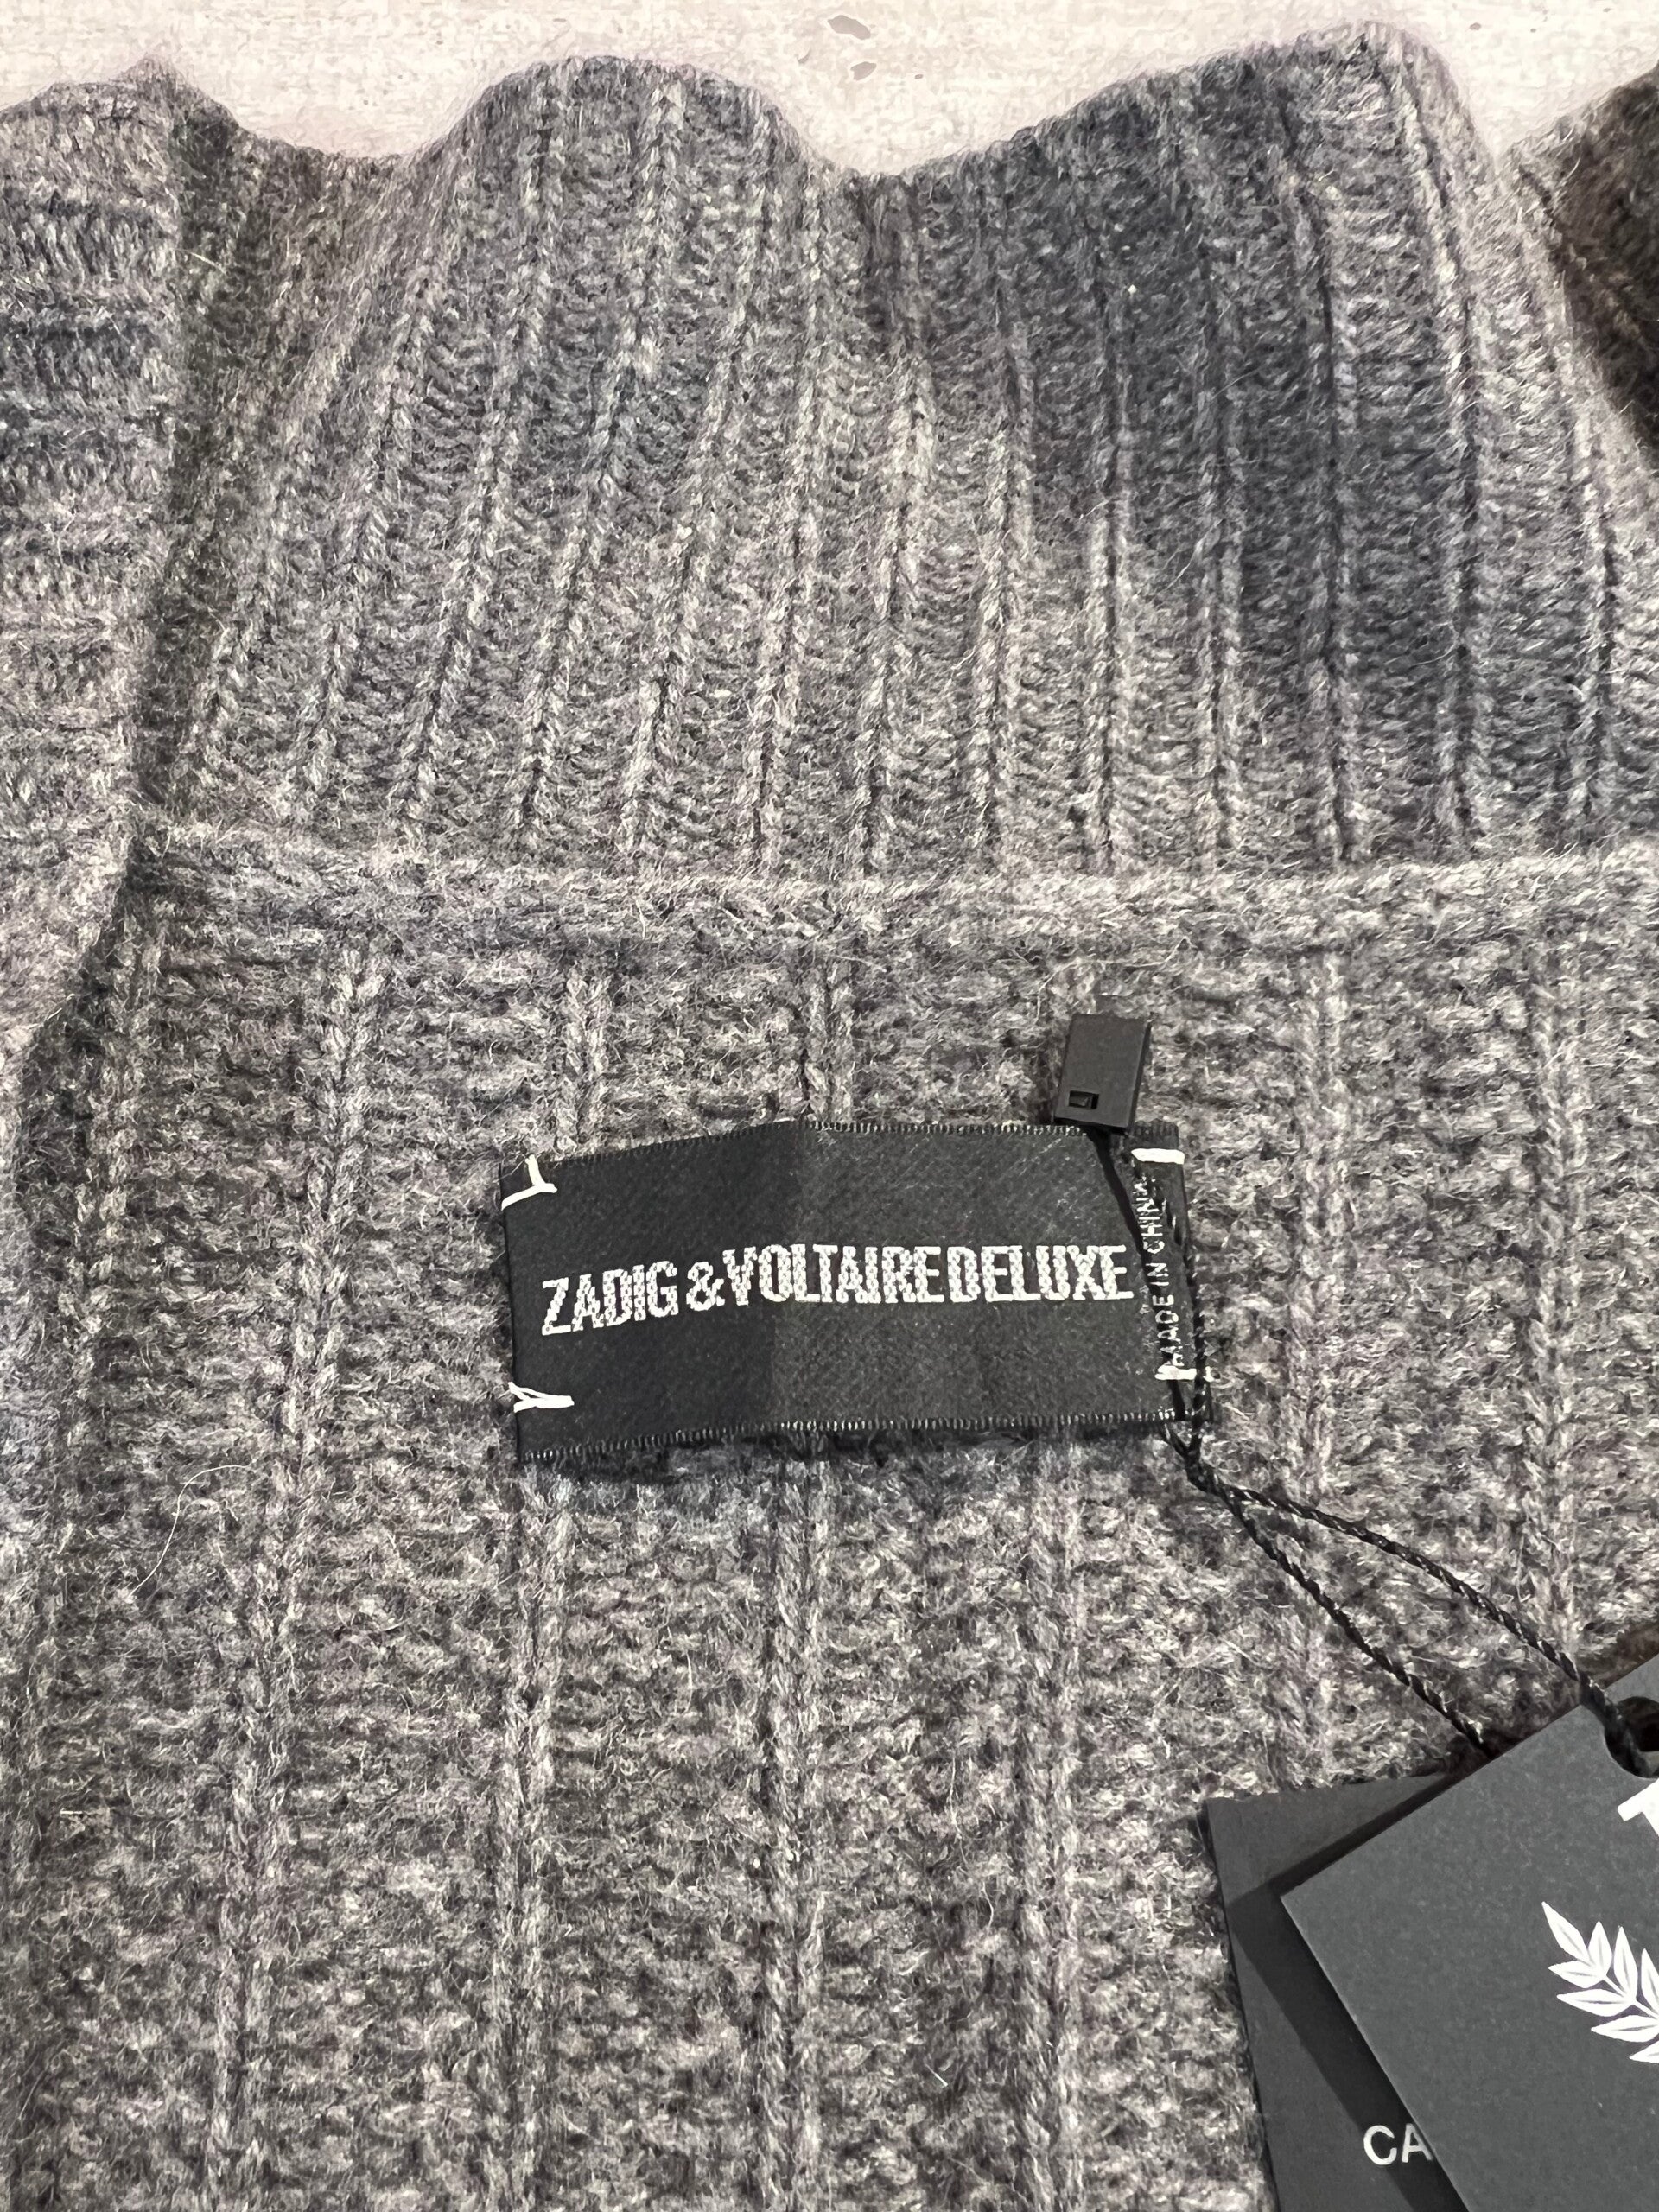 ZADIG & VOLTAIRE DELUXE
MADE IN CHINA
CA